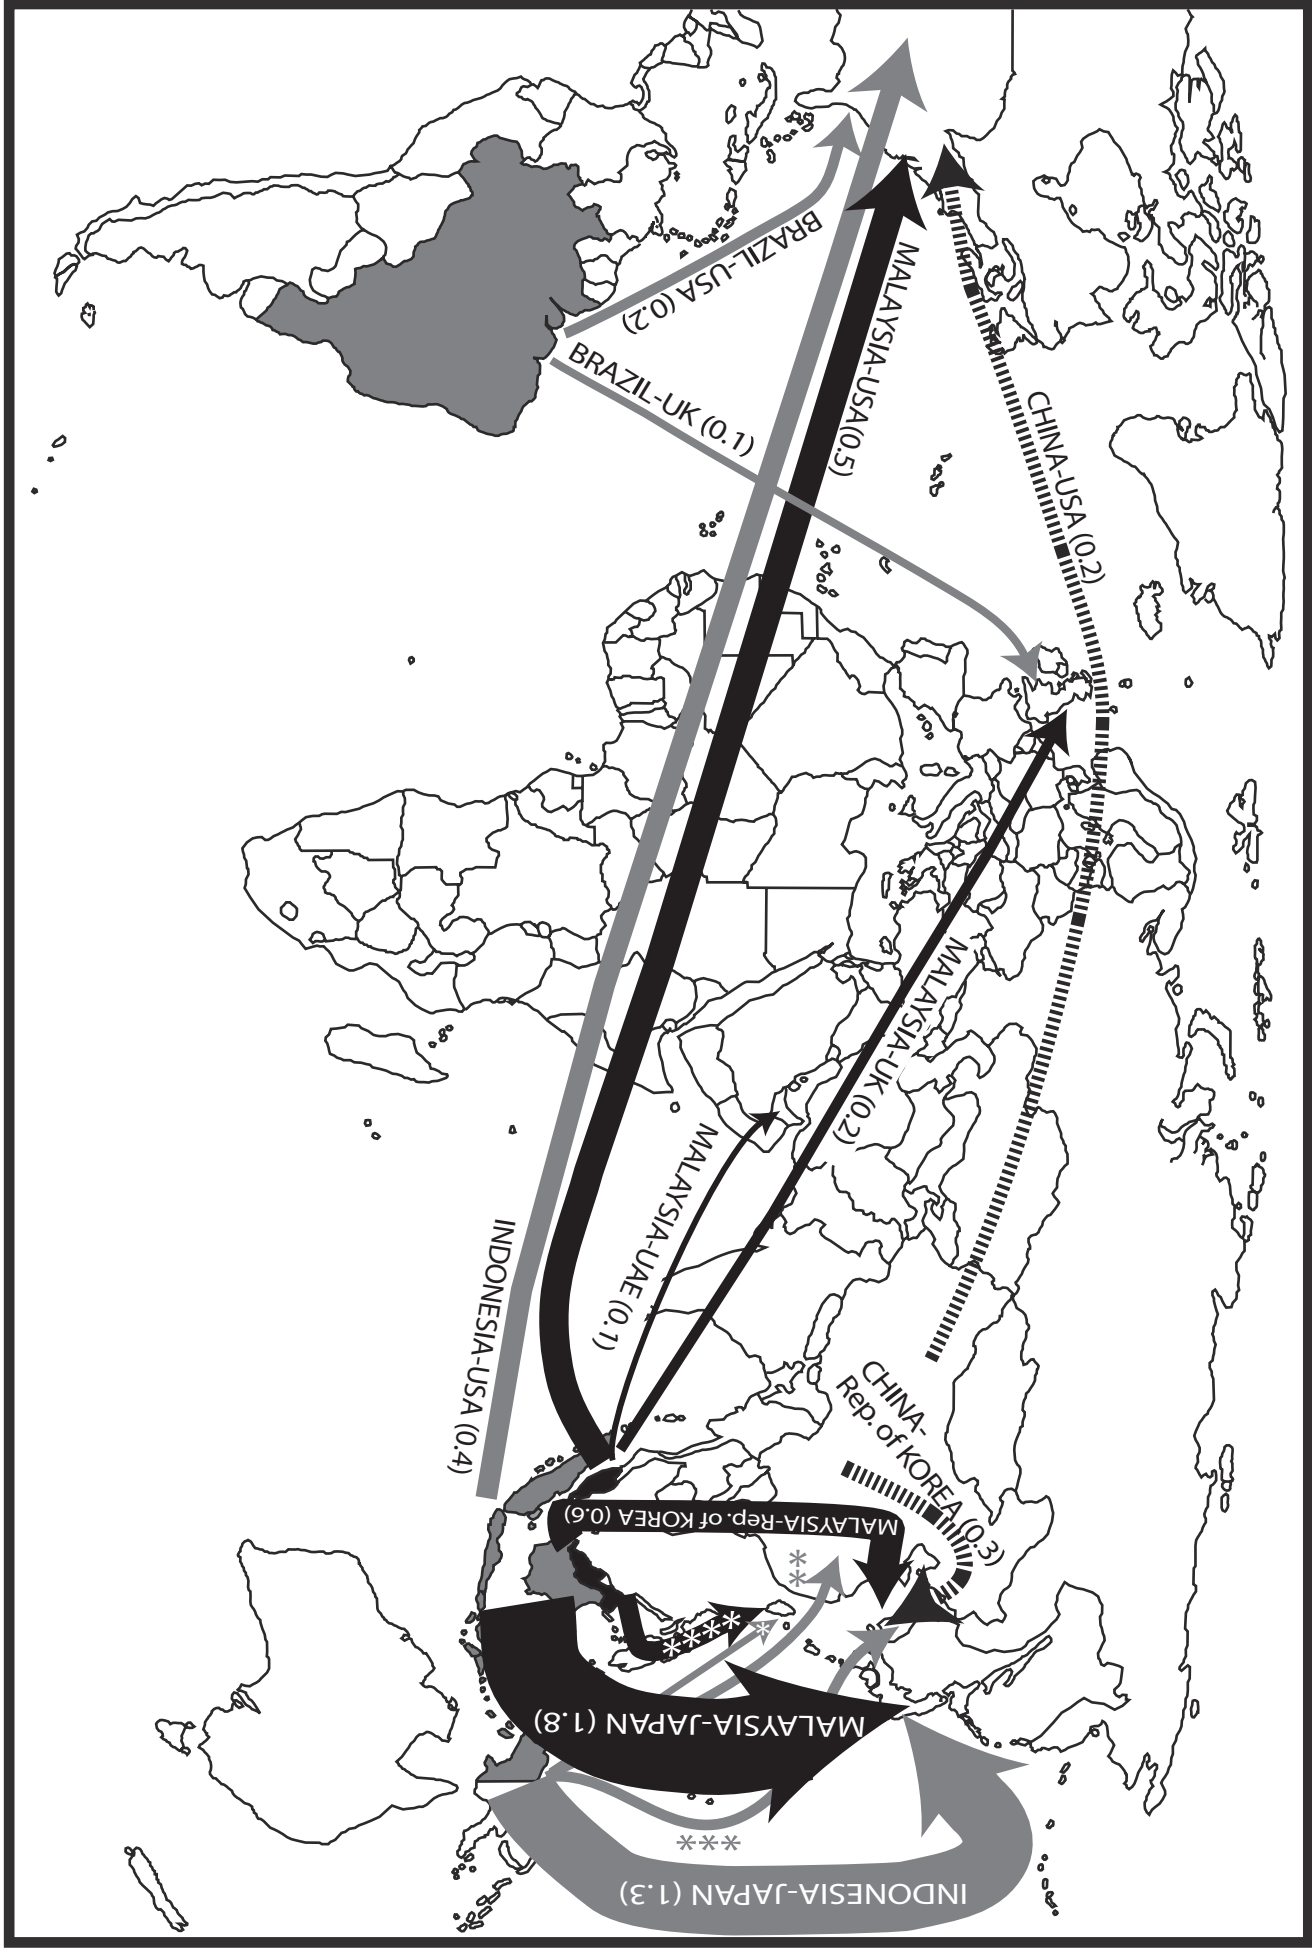 BRAZIL-USA (0.2)
BRAZIL-UK (0.1)
MALAYSIA-USA(0.5)
CHINA-USA (0.2)
MALAYSIA-UK (0.2)
MALAYSIA-UAE (0.1)
INDONESIA-USA (0.4)
CHINA-
Rep. of KOREA (0.3)
MALAYSIA-Rep. of KOREA (0.6)
**
****
*
MALAYSIA-JAPAN (1.8)
***
INDONESIA-JAPAN (1.3)